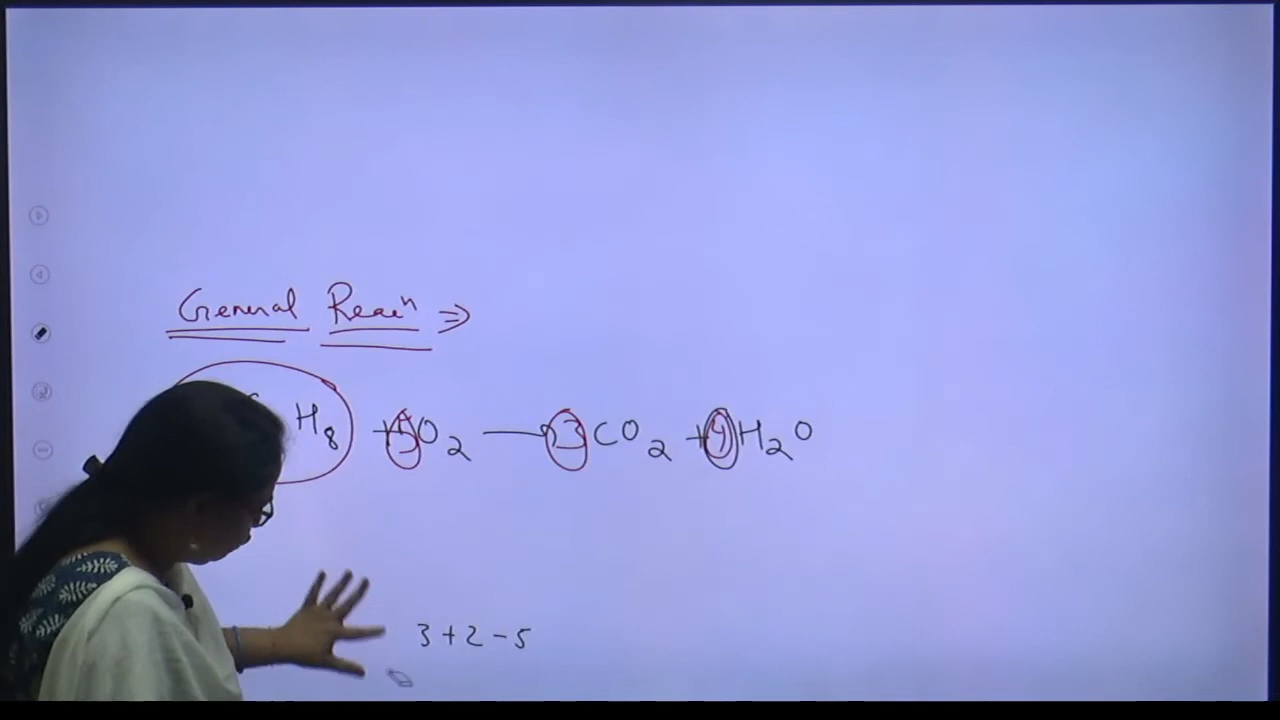 General Reacⁿ ⇒
H₈ + 5O₂ → 3CO₂ + 4H₂O
3+2-5